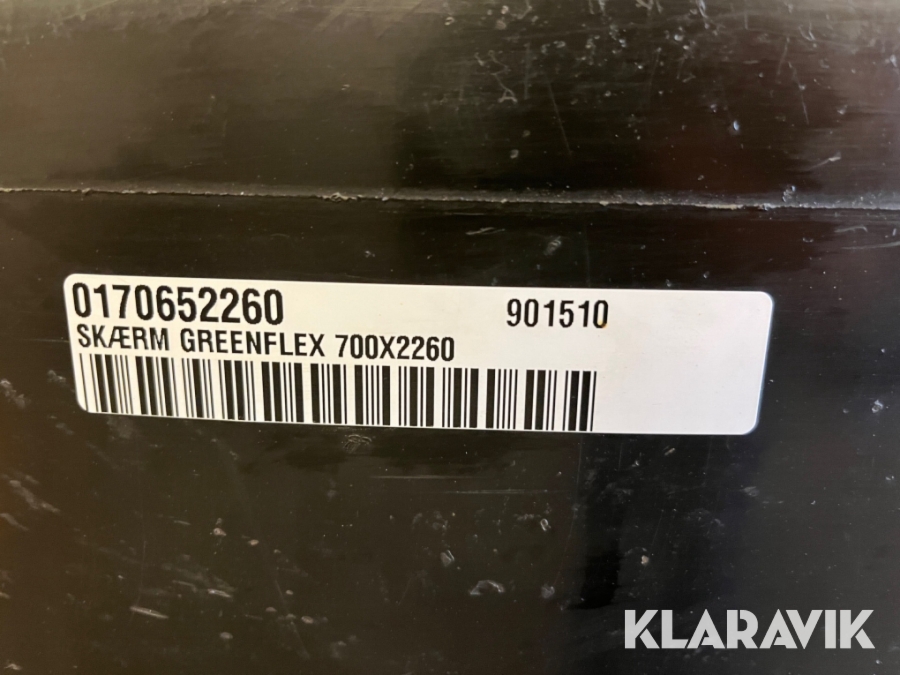 0170652260 901510
SKÆRM GREENFLEX 700X2260
KLARAVIK